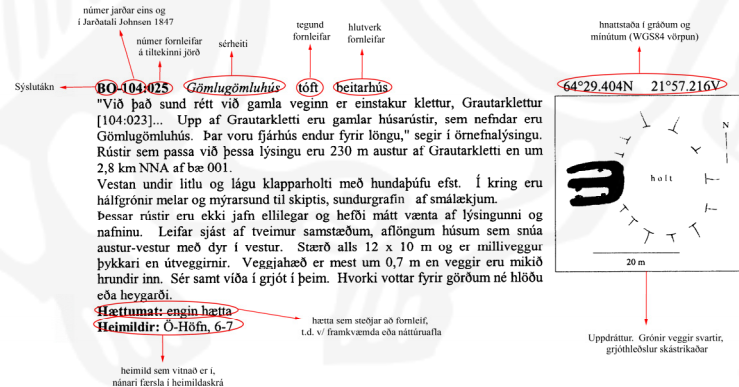 númer jarðar eins og
í Jarðatali Johnsen 1847
númer fornleifar
á tiltekinni jörð
sérheiti
tegund
fornleifar
hlutverk
fornleifar
hnattstaða í gráðum og
mínútum (WGS84 vörpun)
Sýslutákn
BO-104:025 Gömlugömluhús tóft beitarhús
64°29.404N 21°57.216V
"Við það sund rétt við gamla veginn er einstakur klettur, Grautarklettur
[104:023]... Upp af Grautarkletti eru gamlar húsarústir, sem nefndar eru
Gömlugömluhús. Þar voru fjárhús endur fyrir löngu," segir í örnefnalýsingu.
Rústir sem passa við þessa lýsingu eru 230 m austur af Grautarkletti en um
2,8 km NNA af bæ 001.
Vestan undir litlu og lágu klapparholti með hundaþúfu efst. Í kring eru
hálfgrónir melar og mýrarsund til skiptis, sundurgrafin af smálækjum.
Þessar rústir eru ekki jafn ellilegar og hefði mátt vænta af lýsingunni og
nafninu. Leifar sjást af tveimur samstæðum, aflöngum húsum sem snúa
austur-vestur með dyr í vestur. Stærð alls 12 x 10 m og er milliveggur
þykkari en útveggirnir. Veggjahæð er mest um 0,7 m en veggir eru mikið
hrundir inn. Sér samt víða í grjót í þeim. Hvorki vottar fyrir görðum né hlöðu
eða heygarði.
Hættumat: engin hætta
Heimildir: Ö-Höfn, 6-7
N
holt
20 m
hætta sem steðjar að fornleif,
t.d. v/ framkvæmda eða náttúruafla
Uppdráttur. Grónir veggir svartir,
grjóthleðslur skástrikaðar
heimild sem vitnað er í,
nánari færsla í heimildaskrá